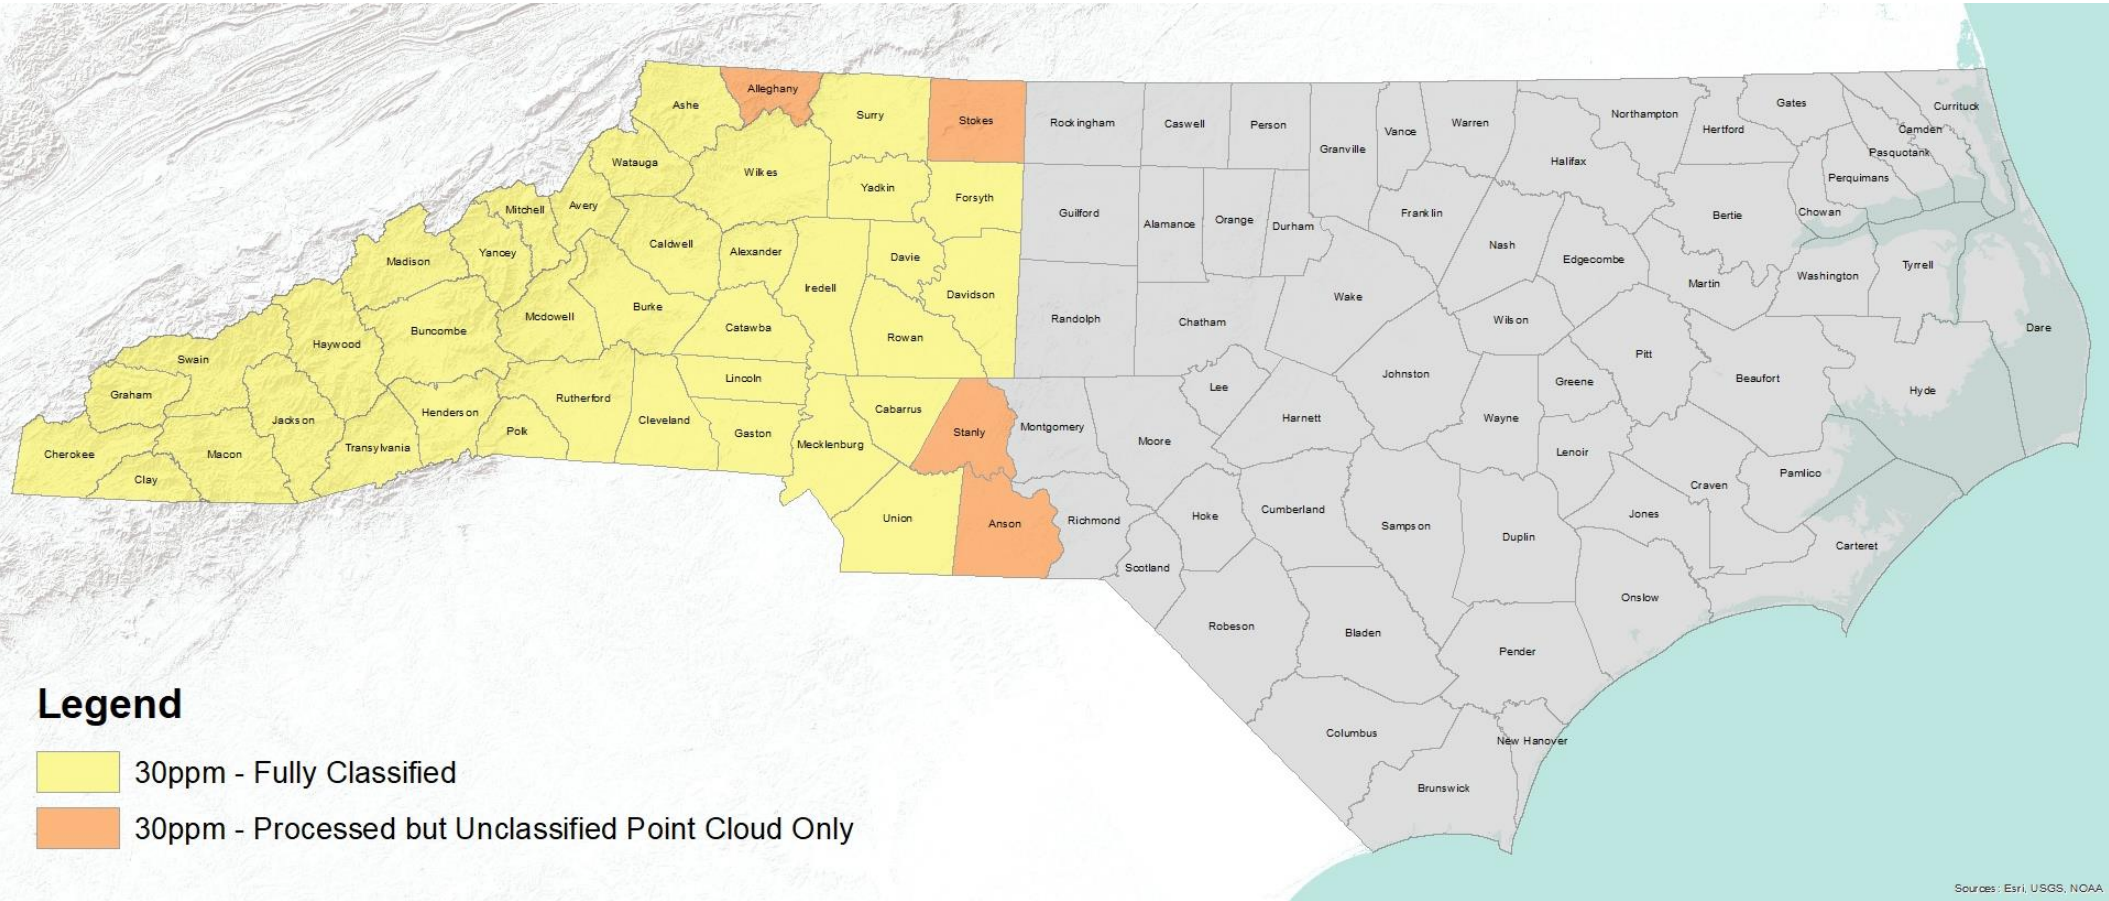 Alleghany
Ashe
Surry
Stokes
Rockingham
Caswell
Person
Granville
Vance
Warren
Northampton
Halifax
Hertford
Gates
Currituck
Camden
Pasquotank
Perquimans
Chowan
Bertie
Watauga
Wilkes
Yadkin
Forsyth
Guilford
Alamance
Orange
Durham
Franklin
Nash
Edgecombe
Martin
Washington
Tyrrell
Dare
Mitchell
Avery
Yancey
Madison
Caldwell
Alexander
Iredell
Davie
Davidson
Randolph
Chatham
Wake
Wilson
Pitt
Beaufort
Hyde
Swain
Haywood
Buncombe
Mcdowell
Burke
Catawba
Rowan
Lincoln
Graham
Jackson
Henderson
Rutherford
Cleveland
Gaston
Cabarrus
Stanly
Montgomery
Moore
Lee
Harnett
Johnston
Wayne
Greene
Lenoir
Craven
Pamlico
Cherokee
Clay
Macon
Transylvania
Polk
Mecklenburg
Union
Anson
Richmond
Scotland
Hoke
Cumberland
Sampson
Duplin
Jones
Carteret
Onslow
Robeson
Bladen
Pender
Columbus
New Hanover
Brunswick
Legend
30ppm - Fully Classified
30ppm - Processed but Unclassified Point Cloud Only
Sources: Esri, USGS, NOAA